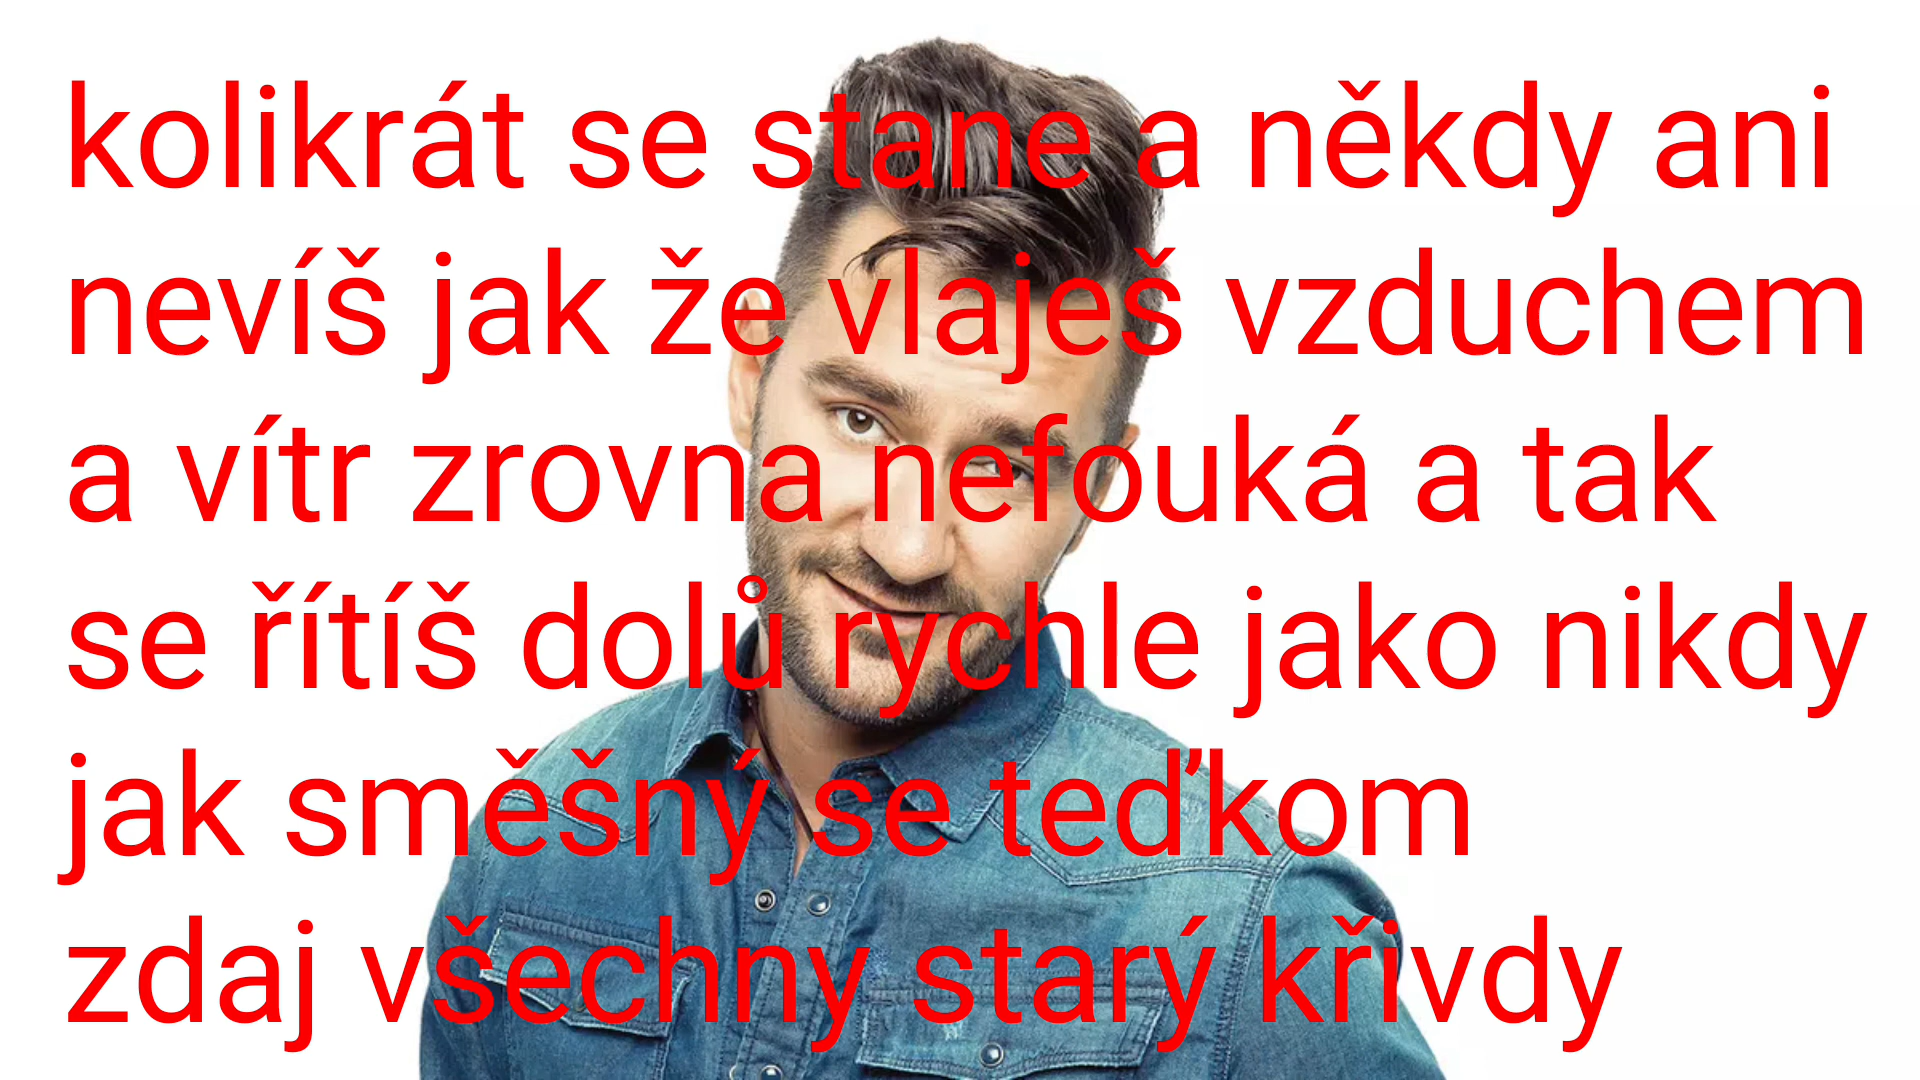 kolikrát se stane a někdy ani
nevíš jak že vlaješ vzduchem
a vítr zrovna nefouká a tak
se řítíš dolů rychle jako nikdy
jak směšný se teďkom
zdaj všechny starý křivdy